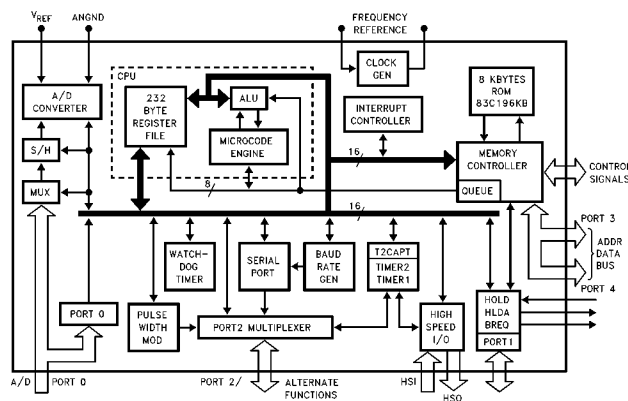 VREF ANGND
FREQUENCY
REFERENCE
CPU
A/D
CONVERTER
S/H
MUX
232
BYTE
REGISTER
FILE
ALU
MICROCODE
ENGINE
CLOCK
GEN
INTERRUPT
CONTROLLER
8 KBYTES
ROM
83C196KB
MEMORY
CONTROLLER
QUEUE
CONTROL
SIGNALS
16
8
16
PORT 3
ADDR
DATA
BUS
PORT 4
WATCH-
DOG
TIMER
SERIAL
PORT
BAUD
RATE
GEN
T2CAPT
TIMER2
TIMER1
PORT 0
PULSE
WIDTH
MOD
PORT2 MULTIPLEXER
HIGH
SPEED
I/O
HOLD
HLDA
BREQ
PORT1
A/D PORT 0
PORT 2/ ALTERNATE
FUNCTIONS
HSI
HSO